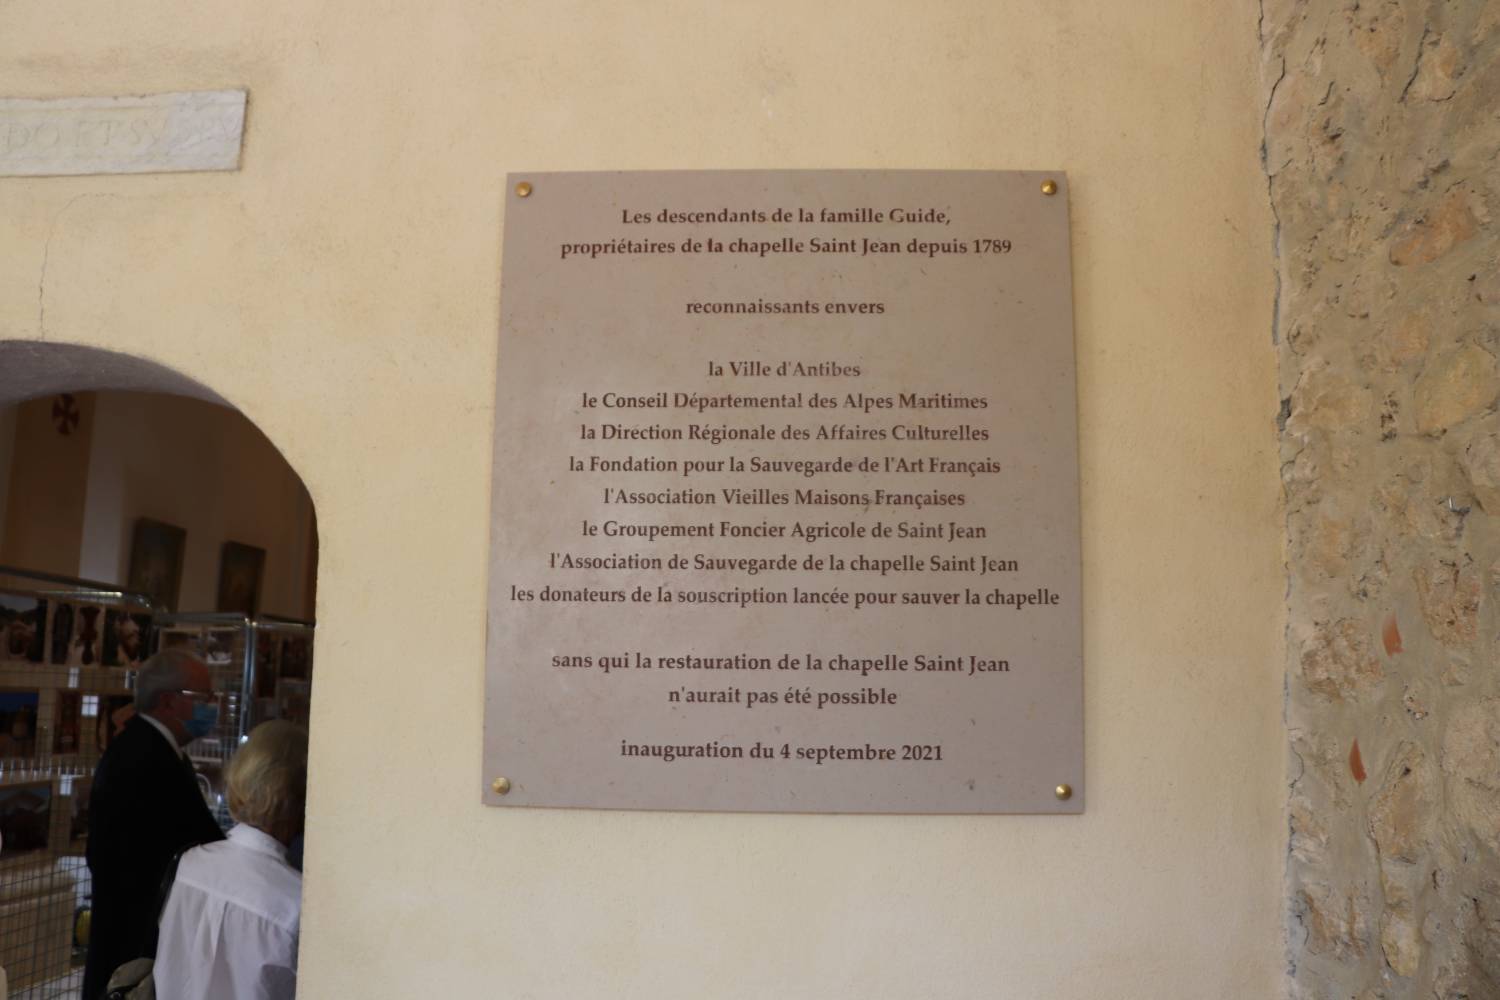 DO ET SV
Les descendants de la famille Guide,
propriétaires de la chapelle Saint Jean depuis 1789
reconnaissants envers
la Ville d'Antibes
le Conseil Départemental des Alpes Maritimes
la Direction Régionale des Affaires Culturelles
la Fondation pour la Sauvegarde de l'Art Français
l'Association Vieilles Maisons Françaises
le Groupement Foncier Agricole de Saint Jean
l'Association de Sauvegarde de la chapelle Saint Jean
les donateurs de la souscription lancée pour sauver la chapelle
sans qui la restauration de la chapelle Saint Jean
n'aurait pas été possible
inauguration du 4 septembre 2021